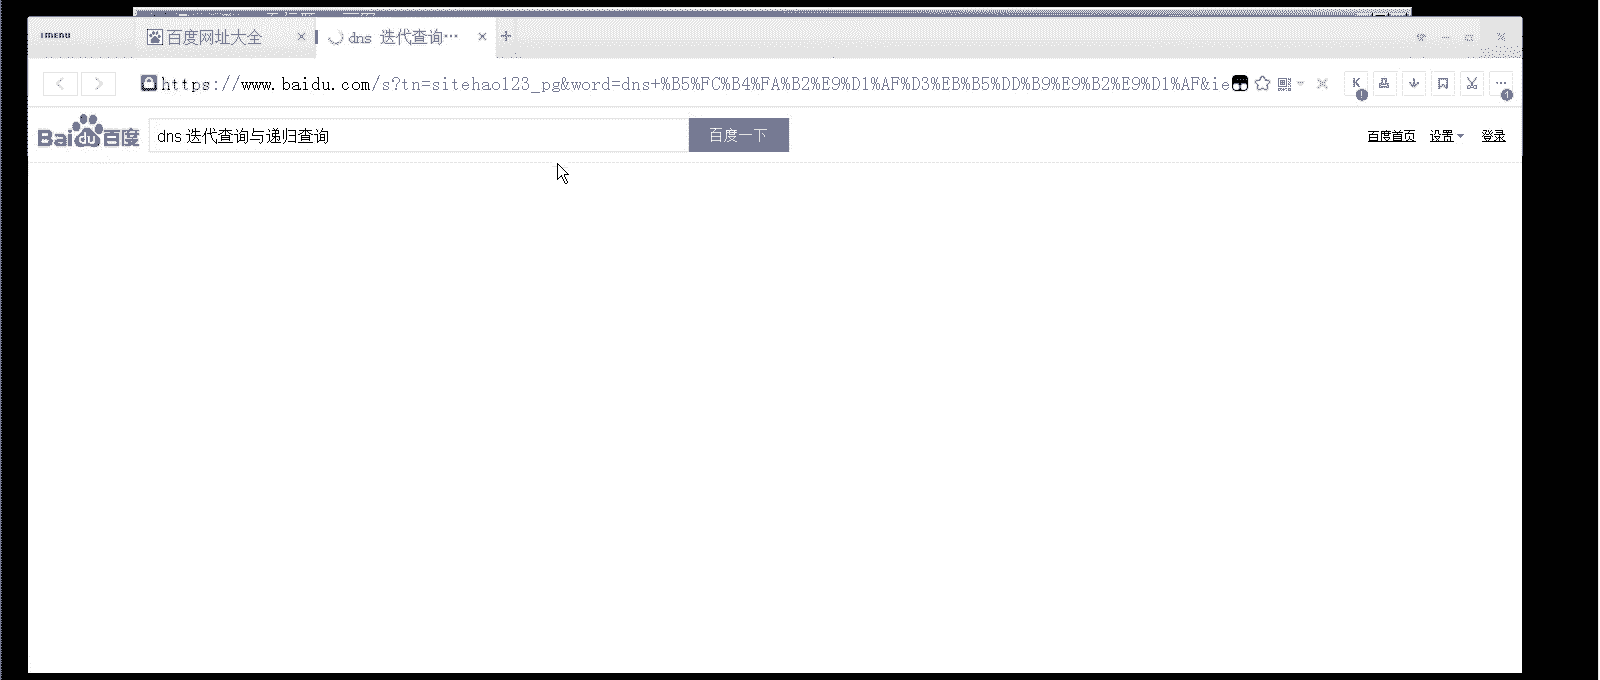 IMENU
百度网址大全
dns 迭代查询…
https://www.baidu.com/s?tn=sitehao123_pg&word=dns+%B5%FC%B4%FA%B2%E9%D1%AF%D3%EB%B5%DD%B9%E9%B2%E9%D1%AF&ie
Bai du 百度
dns 迭代查询与递归查询
百度一下
百度首页 设置 登录